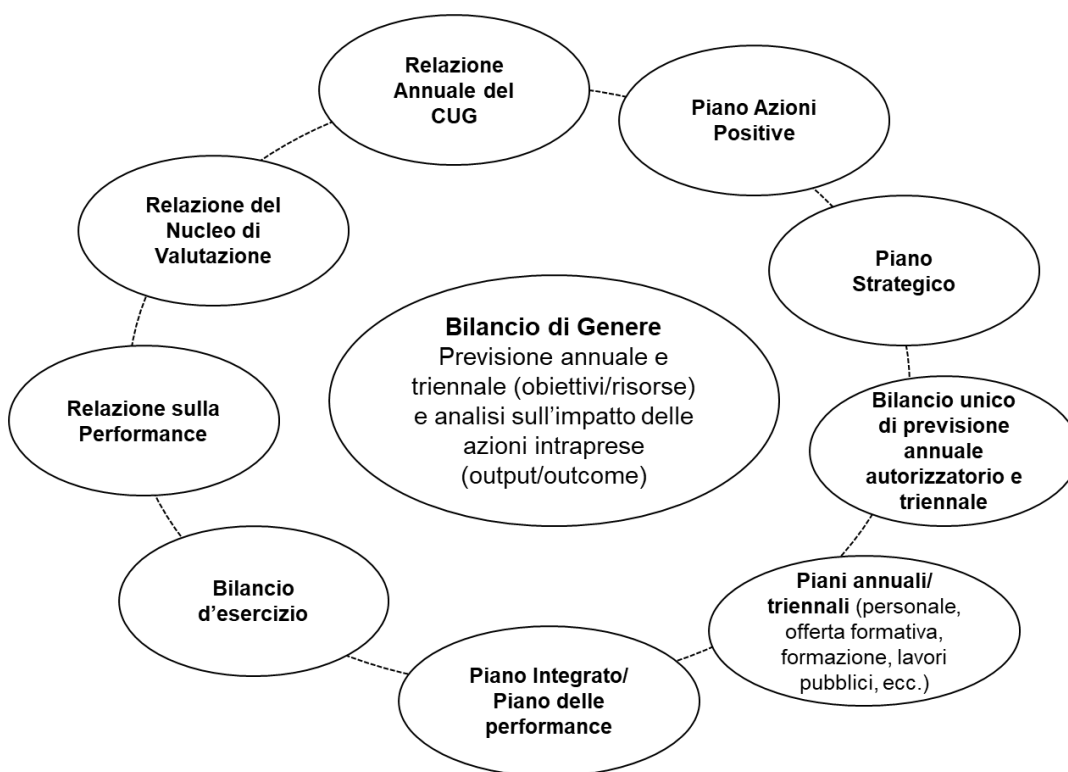 Relazione
Annuale del
CUG
Piano Azioni
Positive
Piano
Strategico
Bilancio unico
di previsione
annuale
autorizzatorio e
triennale
Piani annuali/
triennali (personale,
offerta formativa,
formazione, lavori
pubblici, ecc.)
Piano Integrato/
Piano delle
performance
Bilancio
d’esercizio
Relazione sulla
Performance
Relazione del
Nucleo di
Valutazione
Bilancio di Genere
Previsione annuale e
triennale (obiettivi/risorse)
e analisi sull’impatto delle
azioni intraprese
(output/outcome)